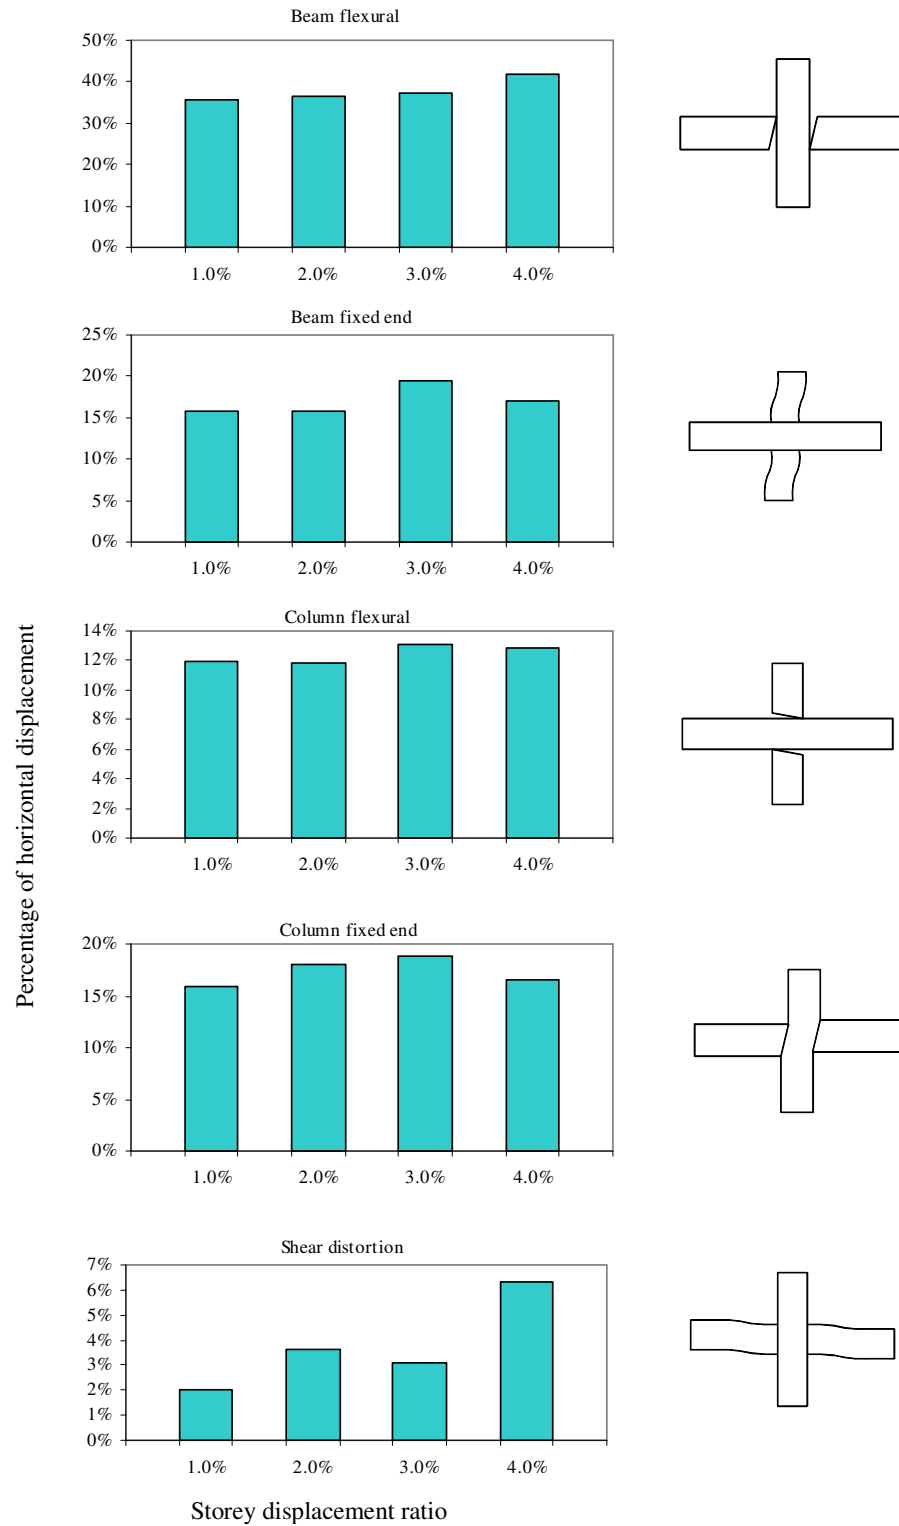 Beam flexural
50%
40%
30%
20%
10%
0%
1.0% 2.0% 3.0% 4.0%
Beam fixed end
25%
20%
15%
10%
5%
0%
1.0% 2.0% 3.0% 4.0%
Column flexural
14%
12%
10%
8%
6%
4%
2%
0%
1.0% 2.0% 3.0% 4.0%
Column fixed end
20%
15%
10%
5%
0%
1.0% 2.0% 3.0% 4.0%
Shear distortion
7%
6%
5%
4%
3%
2%
1%
0%
1.0% 2.0% 3.0% 4.0%
Storey displacement ratio
Percentage of horizontal displacement